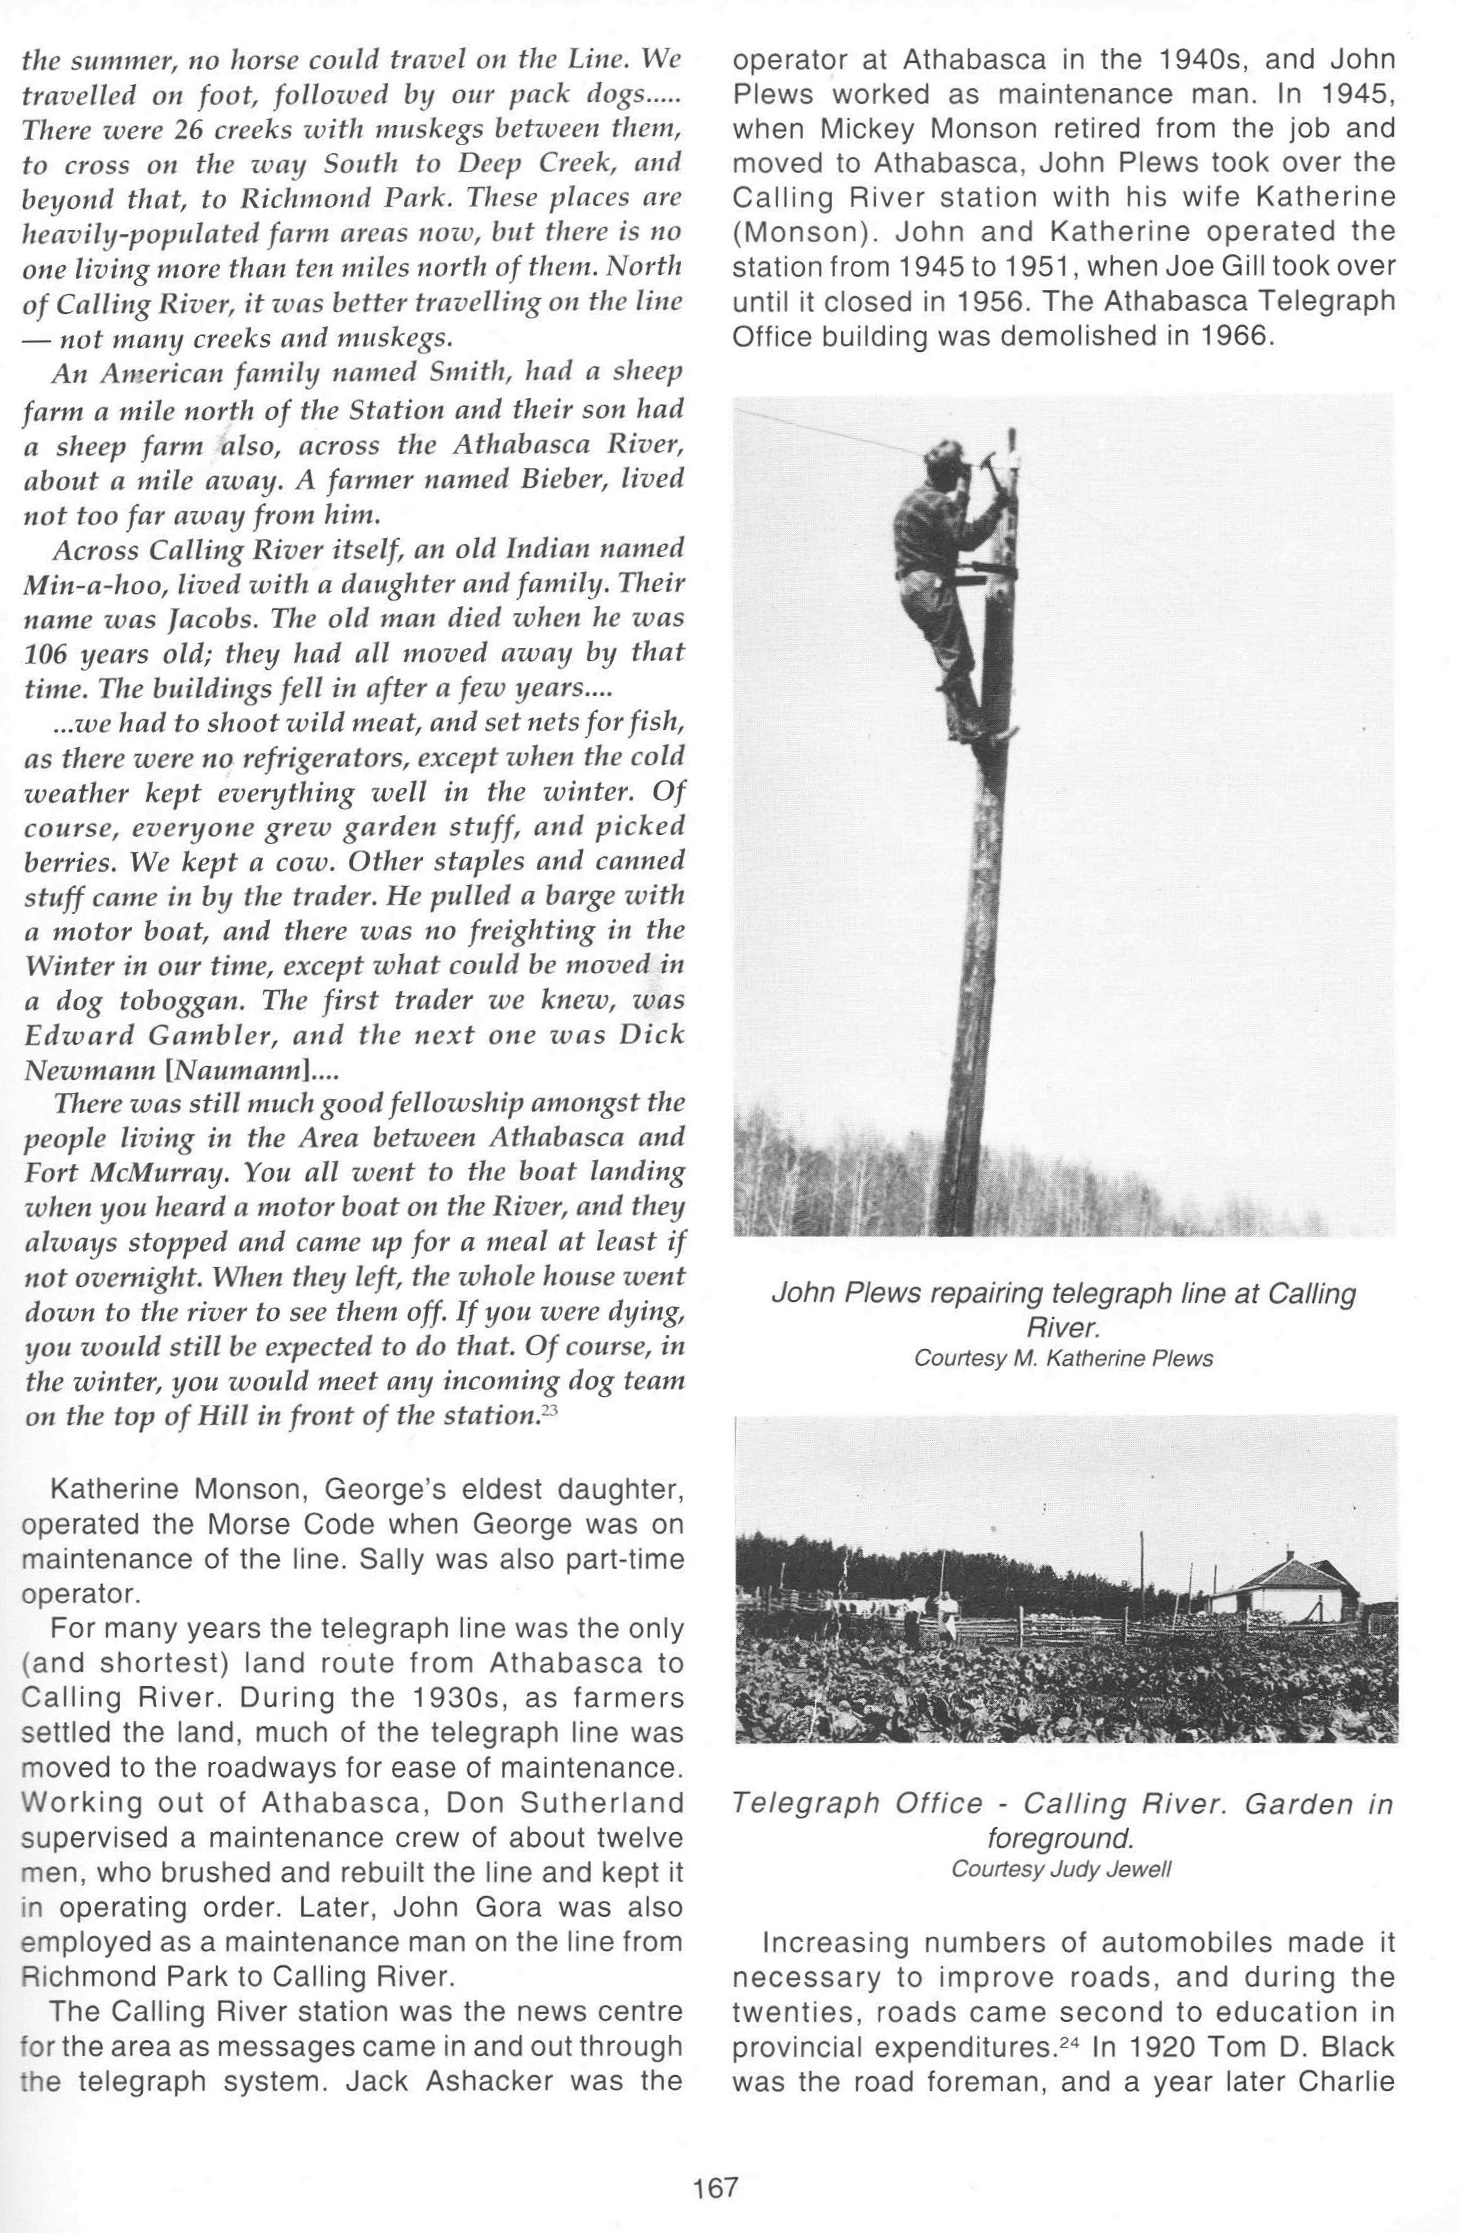 the summer, no horse could travel on the Line. We
travelled on foot, followed by our pack dogs.....
There were 26 creeks with muskegs between them,
to cross on the way South to Deep Creek, and
beyond that, to Richmond Park. These places are
heavily-populated farm areas now, but there is no
one living more than ten miles north of them. North
of Calling River, it was better travelling on the line
— not many creeks and muskegs.
An American family named Smith, had a sheep
farm a mile north of the Station and their son had
a sheep farm also, across the Athabasca River,
about a mile away. A farmer named Bieber, lived
not too far away from him.
Across Calling River itself, an old Indian named
Min-a-hoo, lived with a daughter and family. Their
name was Jacobs. The old man died when he was
106 years old; they had all moved away by that
time. The buildings fell in after a few years....
...we had to shoot wild meat, and set nets for fish,
as there were no refrigerators, except when the cold
weather kept everything well in the winter. Of
course, everyone grew garden stuff, and picked
berries. We kept a cow. Other staples and canned
stuff came in by the trader. He pulled a barge with
a motor boat, and there was no freighting in the
Winter in our time, except what could be moved in
a dog toboggan. The first trader we knew, was
Edward Gambler, and the next one was Dick
Newmann [Naumann]....
There was still much good fellowship amongst the
people living in the Area between Athabasca and
Fort McMurray. You all went to the boat landing
when you heard a motor boat on the River, and they
always stopped and came up for a meal at least if
not overnight. When they left, the whole house went
down to the river to see them off. If you were dying,
you would still be expected to do that. Of course, in
the winter, you would meet any incoming dog team
on the top of Hill in front of the station.23
Katherine Monson, George's eldest daughter,
operated the Morse Code when George was on
maintenance of the line. Sally was also part-time
operator.
For many years the telegraph line was the only
(and shortest) land route from Athabasca to
Calling River. During the 1930s, as farmers
settled the land, much of the telegraph line was
moved to the roadways for ease of maintenance.
Working out of Athabasca, Don Sutherland
supervised a maintenance crew of about twelve
men, who brushed and rebuilt the line and kept it
in operating order. Later, John Gora was also
employed as a maintenance man on the line from
Richmond Park to Calling River.
The Calling River station was the news centre
for the area as messages came in and out through
the telegraph system. Jack Ashacker was the
operator at Athabasca in the 1940s, and John
Plews worked as maintenance man. In 1945,
when Mickey Monson retired from the job and
moved to Athabasca, John Plews took over the
Calling River station with his wife Katherine
(Monson). John and Katherine operated the
station from 1945 to 1951, when Joe Gill took over
until it closed in 1956. The Athabasca Telegraph
Office building was demolished in 1966.
John Plews repairing telegraph line at Calling
River.
Courtesy M. Katherine Plews
Telegraph Office - Calling River. Garden in
foreground.
Courtesy Judy Jewell
Increasing numbers of automobiles made it
necessary to improve roads, and during the
twenties, roads came second to education in
provincial expenditures.24 In 1920 Tom D. Black
was the road foreman, and a year later Charlie
167